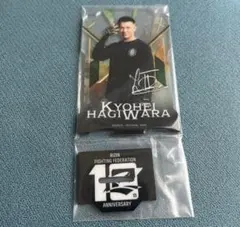 KYOHEI
HAGIWARA
RIZIN
FIGHTING FEDERATION
10
ANNIVERSARY